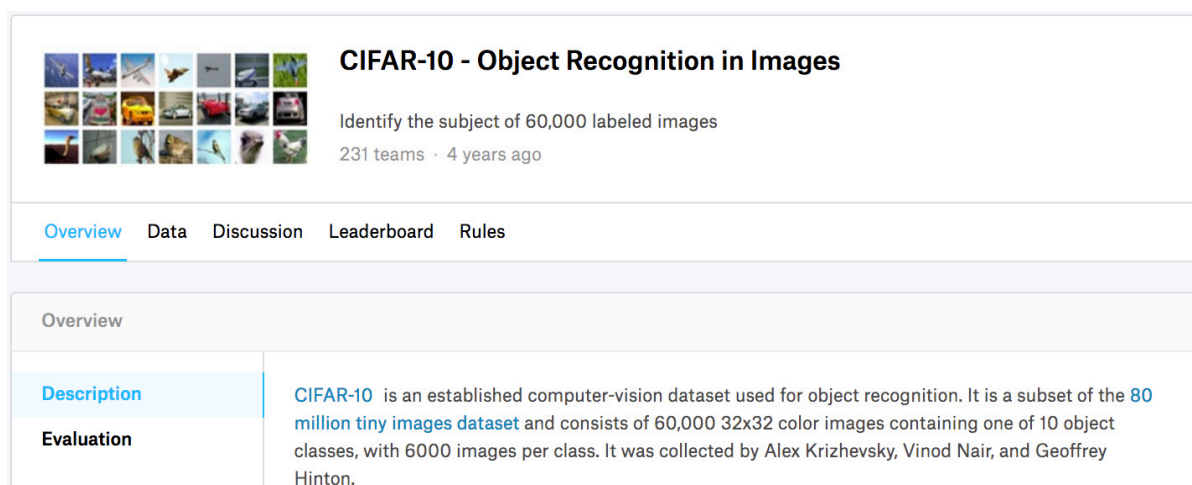 CIFAR-10 - Object Recognition in Images
Identify the subject of 60,000 labeled images
231 teams · 4 years ago
Overview Data Discussion Leaderboard Rules
Overview
Description
Evaluation
CIFAR-10 is an established computer-vision dataset used for object recognition. It is a subset of the 80
million tiny images dataset and consists of 60,000 32x32 color images containing one of 10 object
classes, with 6000 images per class. It was collected by Alex Krizhevsky, Vinod Nair, and Geoffrey
Hinton.